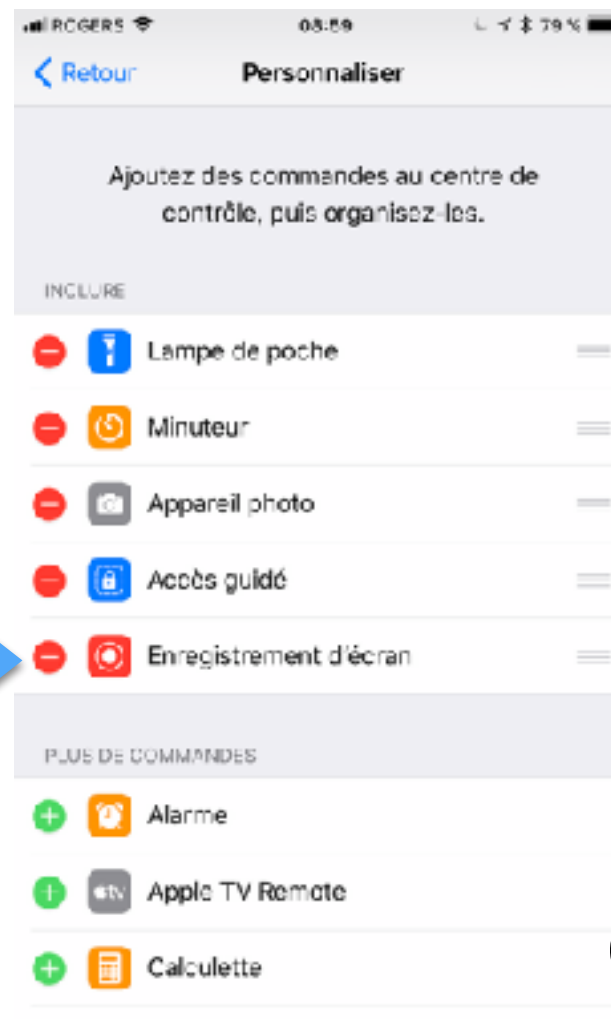 ROGERS 08:59 79 %
Retour Personnaliser
Ajoutez des commandes au centre de
contrôle, puis organisez-les.
INCLURE
Lampe de poche
Minuteur
Appareil photo
Accès guidé
Enregistrement d'écran
PLUS DE COMMANDES
Alarme
tv Apple TV Remote
Calculette